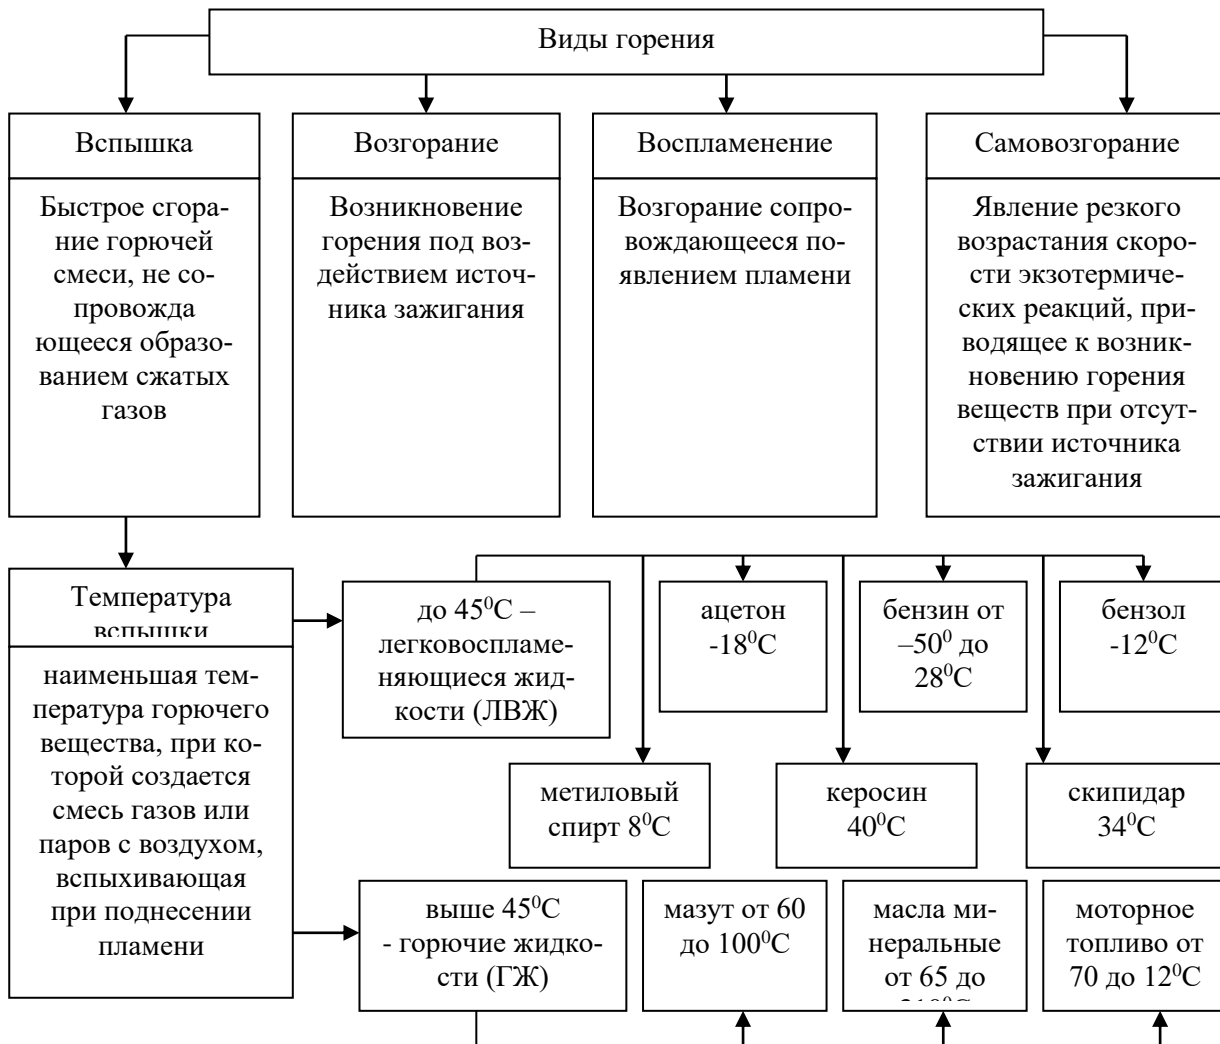 Виды горения
Вспышка
Быстрое сгора-
ние горючей
смеси, не со-
провожда
ющееся образо-
ванием сжатых
газов
Возгорание
Возникновение
горения под воз-
действием источ-
ника зажигания
Воспламенение
Возгорание сопро-
вождающееся по-
явлением пламени
Самовозгорание
Явление резкого
возрастания скоро-
сти экзотермиче-
ских реакций, при-
водящее к возник-
новению горения
веществ при отсут-
ствии источника
зажигания
Температура
вспышки
наименьшая тем-
пература горючего
вещества, при ко-
торой создается
смесь газов или
паров с воздухом,
вспыхивающая
при поднесении
пламени
до 45⁰С –
легковоспламе-
няющиеся жид-
кости (ЛВЖ)
ацетон
-18⁰С
бензин от
–50⁰ до
28⁰С
бензол
-12⁰С
метиловый
спирт 8⁰С
керосин
40⁰С
скипидар
34⁰С
выше 45⁰С
- горючие жидко-
сти (ГЖ)
мазут от 60
до 100⁰С
масла ми-
неральные
от 65 до
моторное
топливо от
70 до 12⁰С